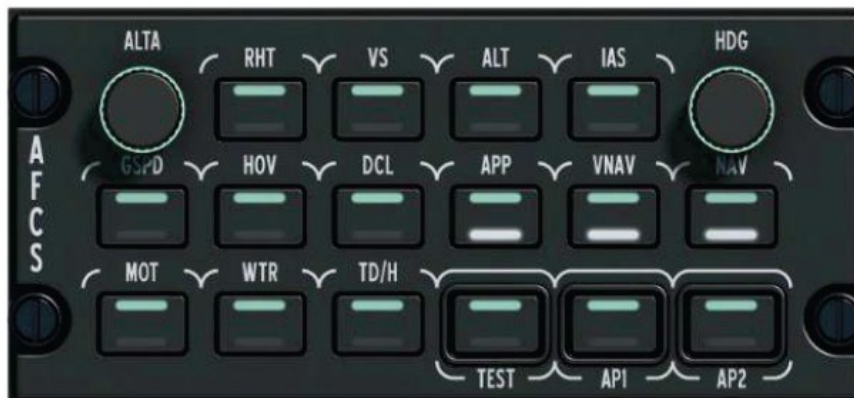 ALTA RHT VS ALT IAS HDG
AFCS
GSPD HOV DCL APP VNAV NAV
MOT WTR TD/H
TEST AP1 AP2